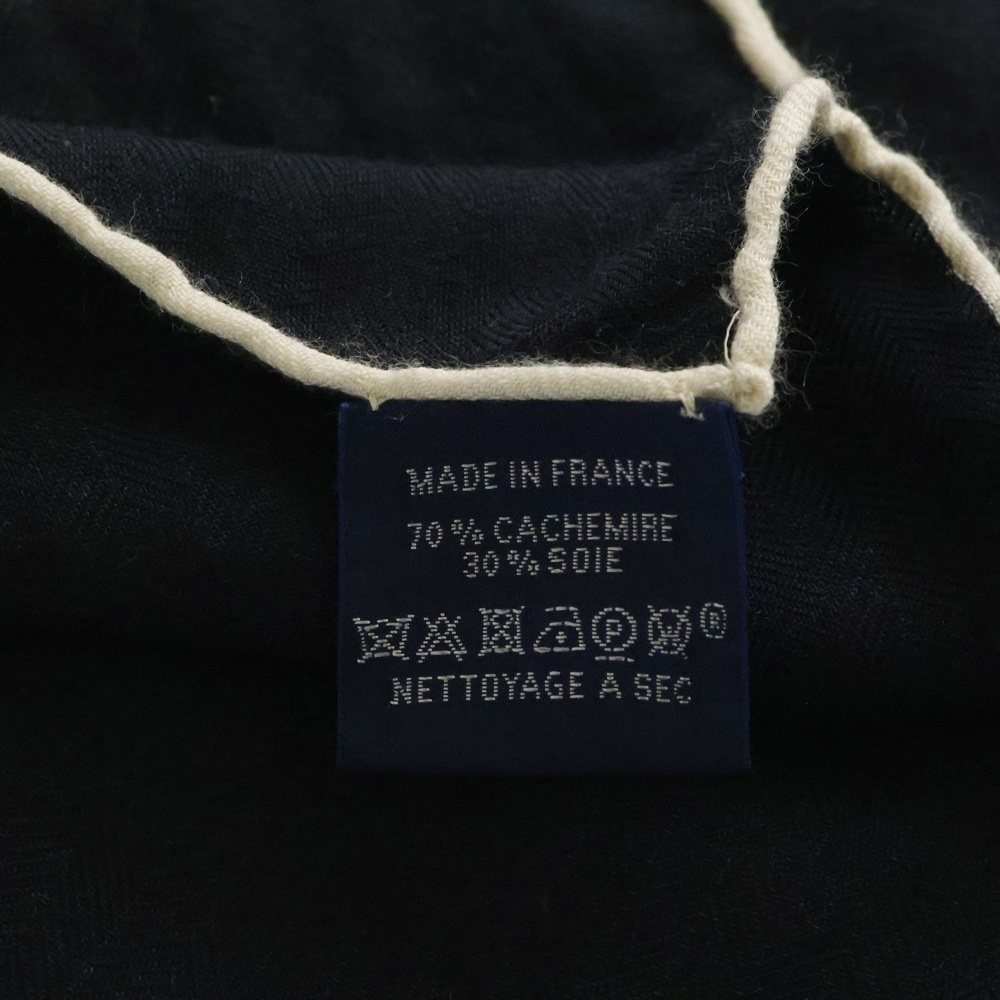 MADE IN FRANCE
70% CACHEMIRE
30% SOIE
P W ®
NETTOYAGE A SEC